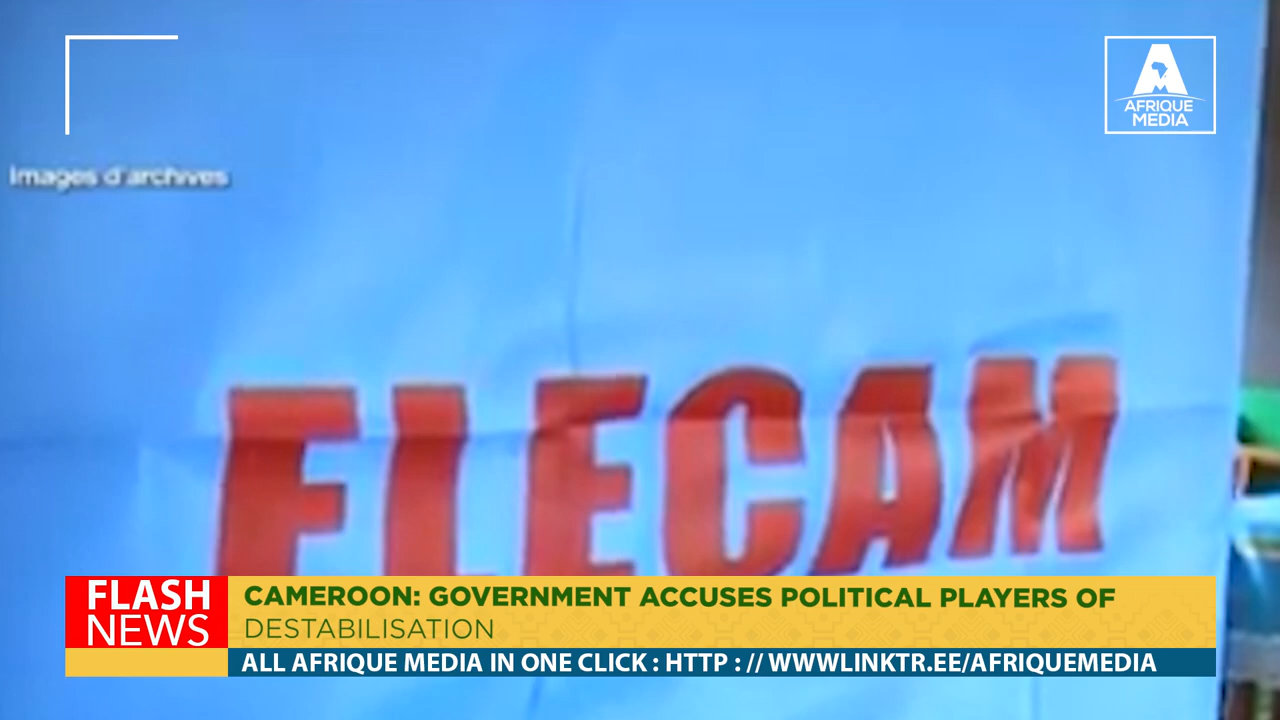 AFRIQUE
MEDIA
Images d'archives
ELECAM
FLASH
NEWS
CAMEROON: GOVERNMENT ACCUSES POLITICAL PLAYERS OF
DESTABILISATION
ALL AFRIQUE MEDIA IN ONE CLICK : HTTP : // WWWLINKTR.EE/AFRIQUEMEDIA